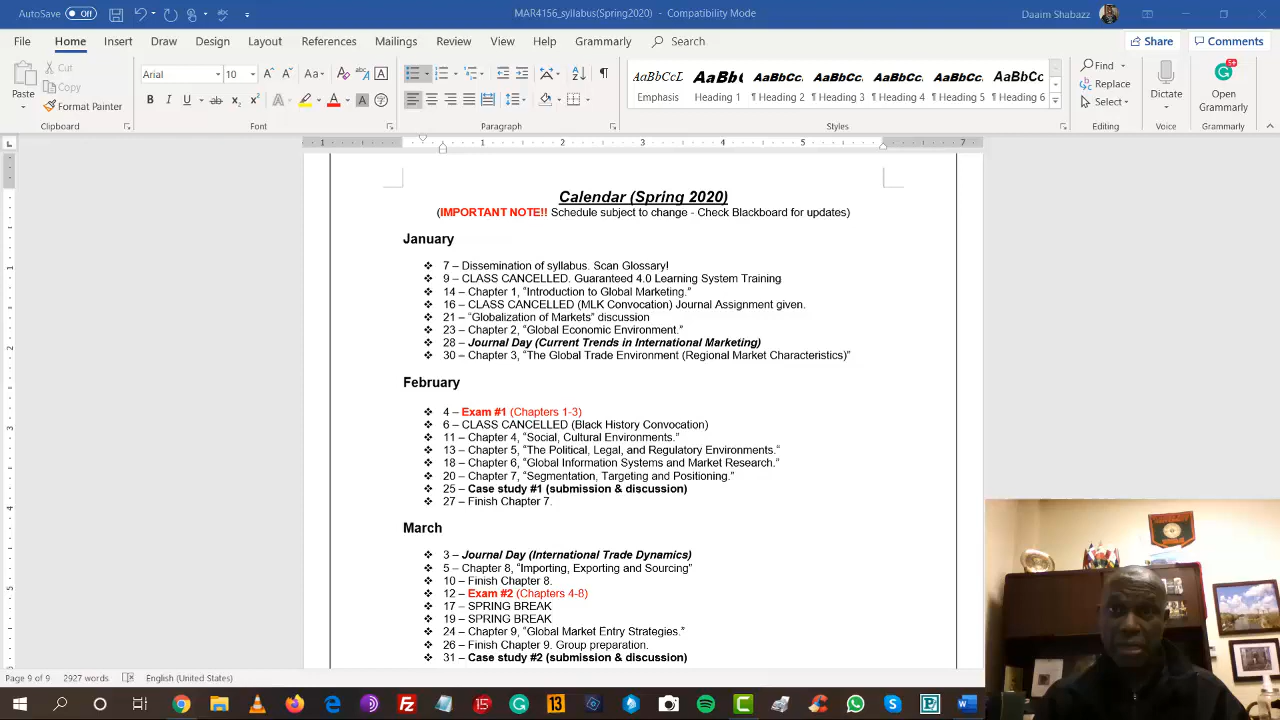 AutoSave Off MAR4156_syllabus(Spring2020) - Compatibility Mode Daaim Shabazz
File Home Insert Draw Design Layout References Mailings Review View Help Grammarly Search Share Comments
Paste Cut Copy Format Painter Clipboard
Arial 10 Font
Paragraph
AaBbCcL AaBb( AaBbCc. AaBbCc. AaBbCc. AaBbCc. AaBbCc.
Emphasis Heading 1 ¶ Heading 2 ¶ Heading 3 ¶ Heading 4 ¶ Heading 5 ¶ Heading 6
Styles
Find Replace Select Editing
Dictate Voice
Open Grammarly Grammarly
Calendar (Spring 2020)
(IMPORTANT NOTE!! Schedule subject to change - Check Blackboard for updates)
January
❖ 7 – Dissemination of syllabus. Scan Glossary!
❖ 9 – CLASS CANCELLED. Guaranteed 4.0 Learning System Training
❖ 14 – Chapter 1, “Introduction to Global Marketing.”
❖ 16 – CLASS CANCELLED (MLK Convocation) Journal Assignment given.
❖ 21 – “Globalization of Markets” discussion
❖ 23 – Chapter 2, “Global Economic Environment.”
❖ 28 – Journal Day (Current Trends in International Marketing)
❖ 30 – Chapter 3, “The Global Trade Environment (Regional Market Characteristics)”
February
❖ 4 – Exam #1 (Chapters 1-3)
❖ 6 – CLASS CANCELLED (Black History Convocation)
❖ 11 – Chapter 4, “Social, Cultural Environments.”
❖ 13 – Chapter 5, “The Political, Legal, and Regulatory Environments.“
❖ 18 – Chapter 6, “Global Information Systems and Market Research.”
❖ 20 – Chapter 7, “Segmentation, Targeting and Positioning.”
❖ 25 – Case study #1 (submission & discussion)
❖ 27 – Finish Chapter 7.
March
❖ 3 – Journal Day (International Trade Dynamics)
❖ 5 – Chapter 8, “Importing, Exporting and Sourcing”
❖ 10 – Finish Chapter 8.
❖ 12 – Exam #2 (Chapters 4-8)
❖ 17 – SPRING BREAK
❖ 19 – SPRING BREAK
❖ 24 – Chapter 9, “Global Market Entry Strategies.”
❖ 26 – Finish Chapter 9. Group preparation.
❖ 31 – Case study #2 (submission & discussion)
Page 9 of 9 2927 words English (United States)